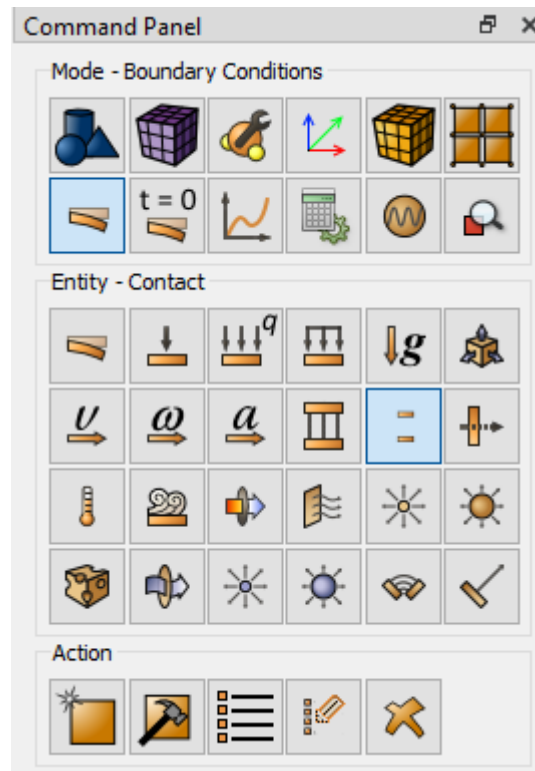 Command Panel
Mode - Boundary Conditions
t = 0
Entity - Contact
q
g
υ
ω
a
Action